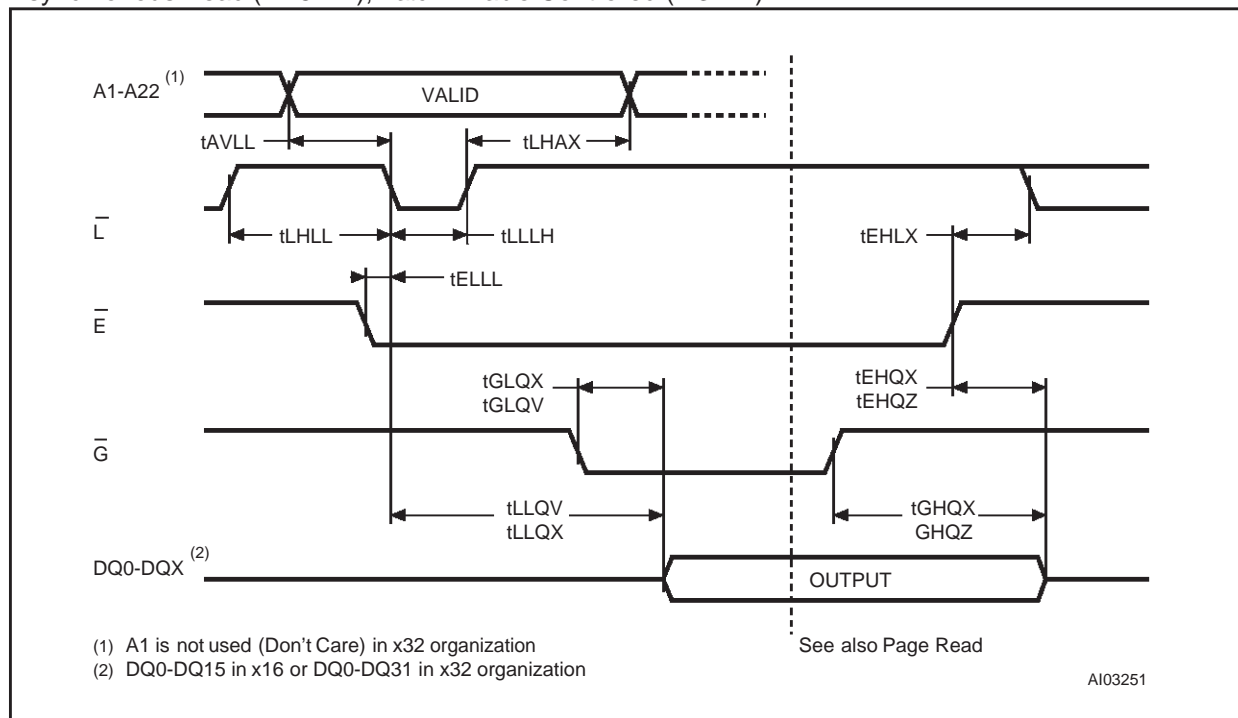 A1-A22 (1)
VALID
tAVLL
tLHAX
L
tLHLL
tLLLH
tEHLX
tELLL
E
tGLQX
tGLQV
tEHQX
tEHQZ
G
tLLQV
tLLQX
tGHQX
GHQZ
DQ0-DQX (2)
OUTPUT
(1) A1 is not used (Don't Care) in x32 organization
See also Page Read
(2) DQ0-DQ15 in x16 or DQ0-DQ31 in x32 organization
AI03251